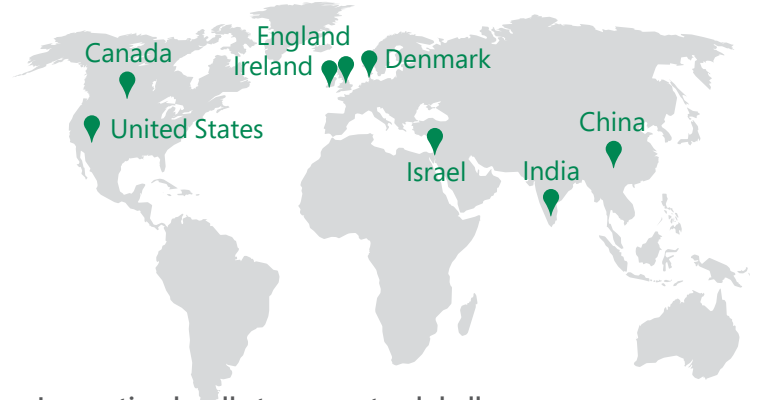 England
Canada
Ireland
Denmark
United States
China
Israel
India